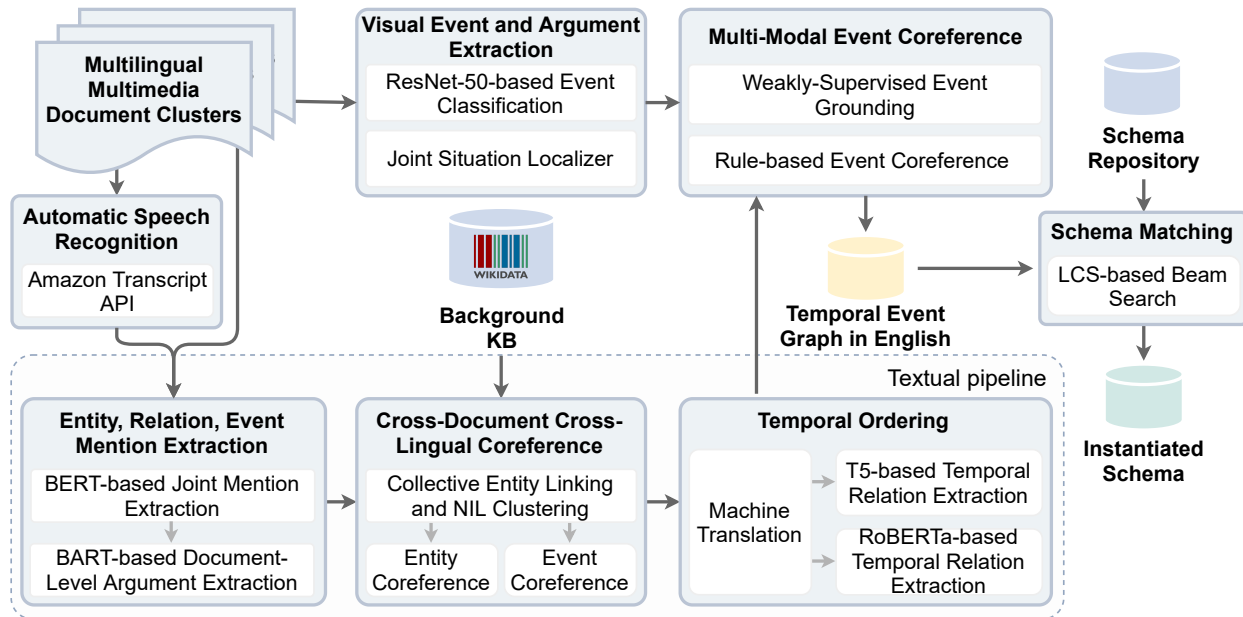 Multilingual
Multimedia
Document Clusters
Visual Event and Argument
Extraction
ResNet-50-based Event
Classification
Joint Situation Localizer
Multi-Modal Event Coreference
Weakly-Supervised Event
Grounding
Rule-based Event Coreference
Schema
Repository
Automatic Speech
Recognition
Amazon Transcript
API
WIKIDATA
Background
KB
Temporal Event
Graph in English
Schema Matching
LCS-based Beam
Search
Instantiated
Schema
Textual pipeline
Entity, Relation, Event
Mention Extraction
BERT-based Joint Mention
Extraction
BART-based Document-
Level Argument Extraction
Cross-Document Cross-
Lingual Coreference
Collective Entity Linking
and NIL Clustering
Entity
Coreference
Event
Coreference
Temporal Ordering
Machine
Translation
T5-based Temporal
Relation Extraction
RoBERTa-based
Temporal Relation
Extraction